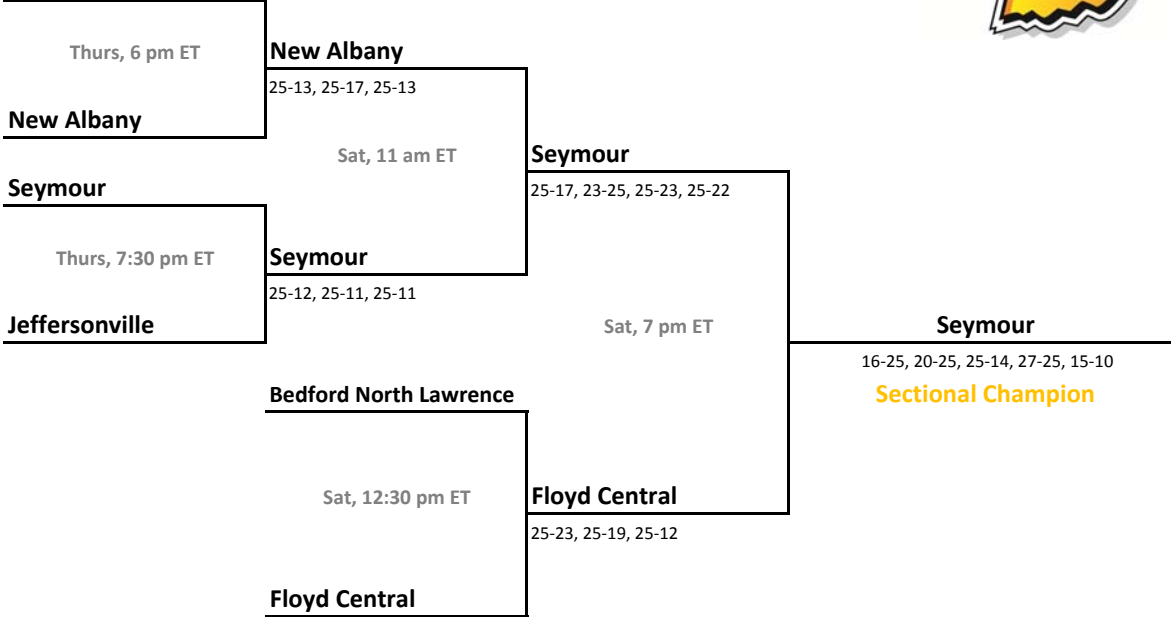 Thurs, 6 pm ET
New Albany
25-13, 25-17, 25-13
New Albany
Sat, 11 am ET
Seymour
Seymour
25-17, 23-25, 25-23, 25-22
Thurs, 7:30 pm ET
Seymour
25-12, 25-11, 25-11
Jeffersonville
Sat, 7 pm ET
Seymour
16-25, 20-25, 25-14, 27-25, 15-10
Bedford North Lawrence
Sectional Champion
Sat, 12:30 pm ET
Floyd Central
25-23, 25-19, 25-12
Floyd Central